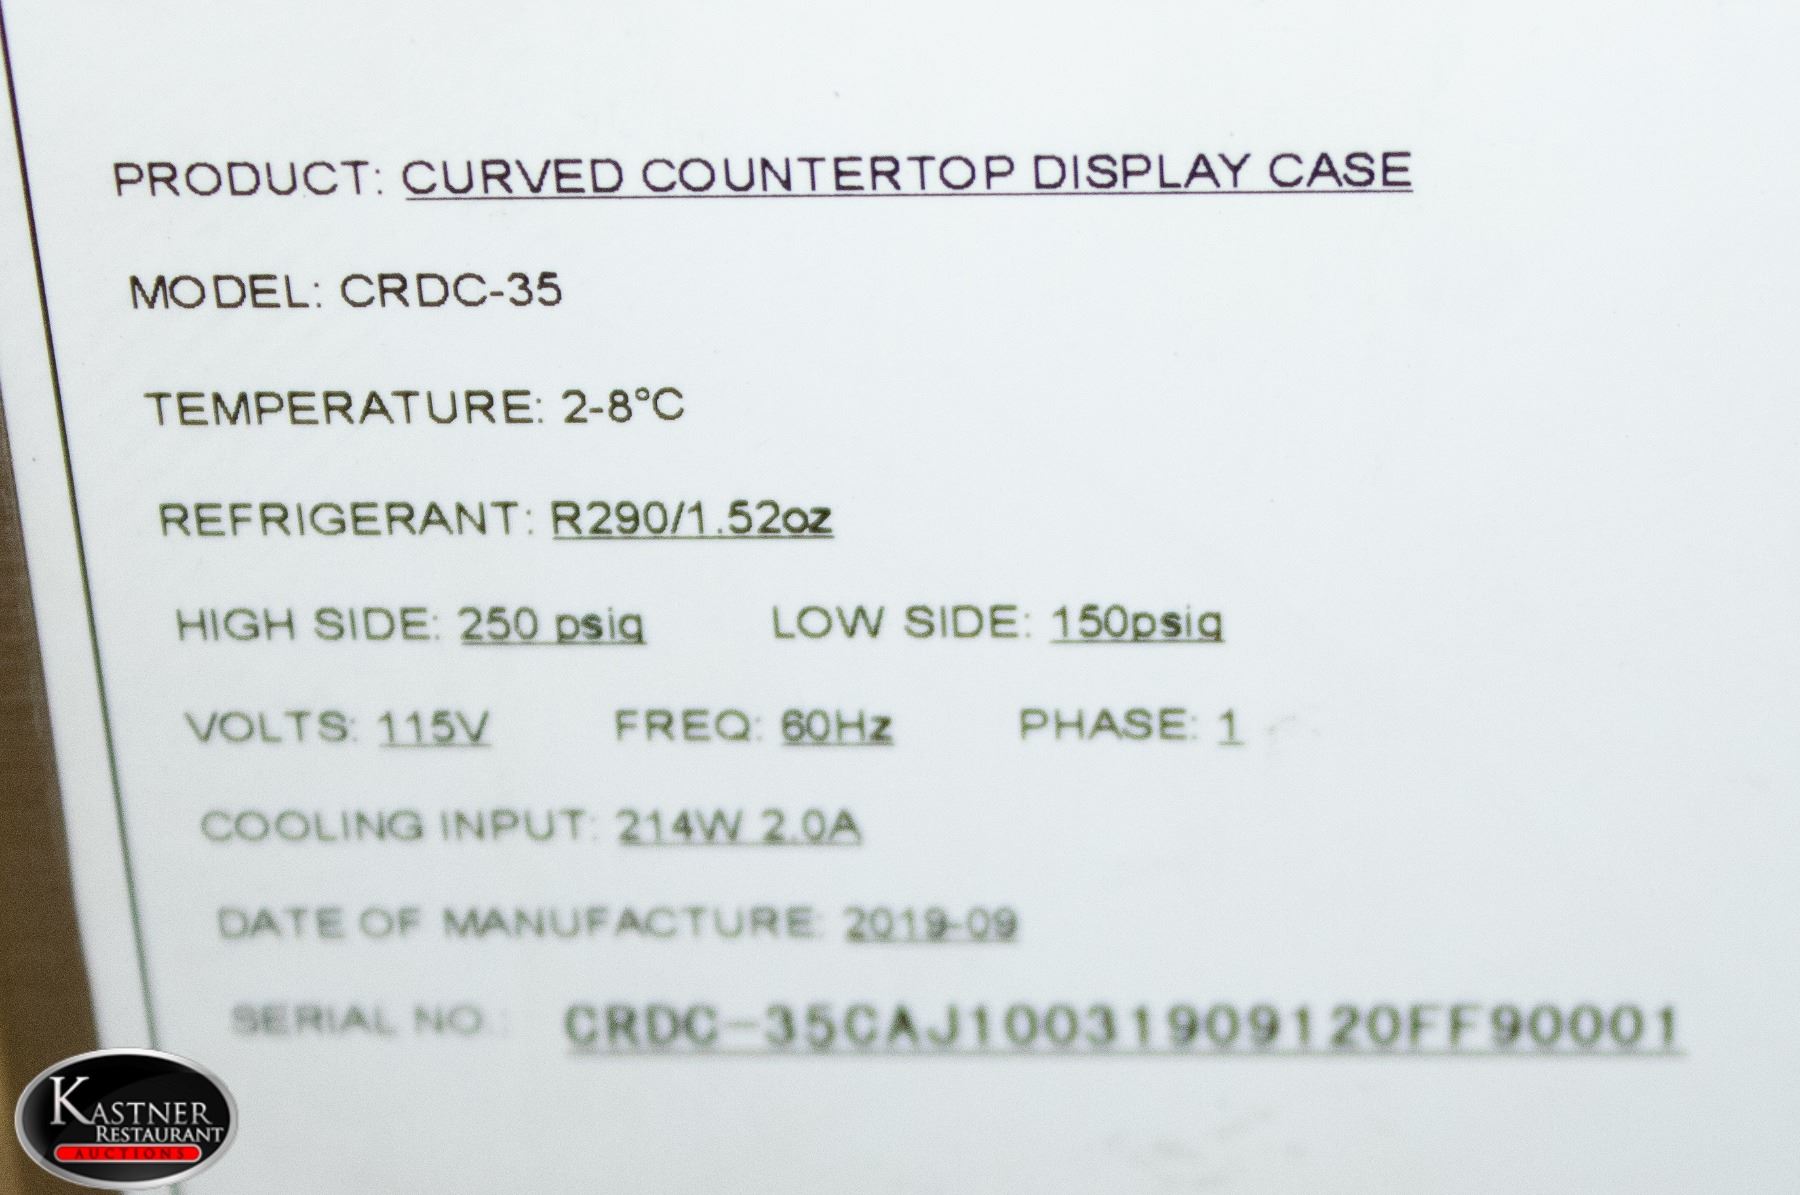 PRODUCT: CURVED COUNTERTOP DISPLAY CASE
MODEL: CRDC-35
TEMPERATURE: 2-8°C
REFRIGERANT: R290/1.52oz
HIGH SIDE: 250 psig LOW SIDE: 150psig
VOLTS: 115V FREQ: 60Hz PHASE: 1
COOLING INPUT: 214W 2.0A
DATE OF MANUFACTURE: 2019-09
SERIAL NO.: CRDC-35CAJ10031909120FF90001
KASTNER
RESTAURANT
AUCTIONS